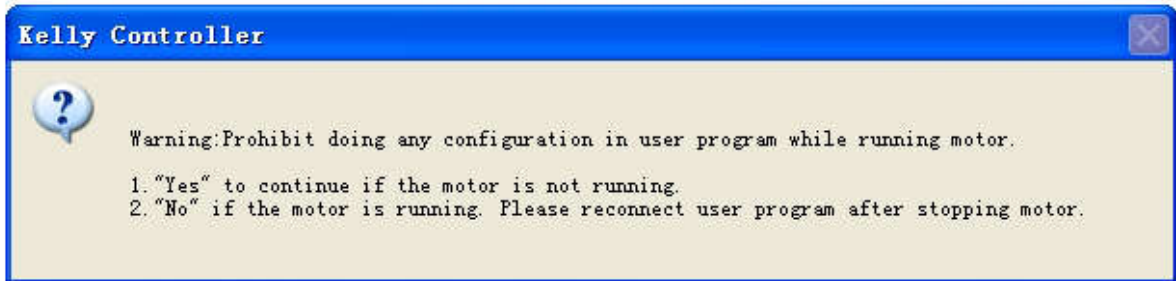 Kelly Controller
Warning:Prohibit doing any configuration in user program while running motor.
1."Yes" to continue if the motor is not running.
2."No" if the motor is running. Please reconnect user program after stopping motor.